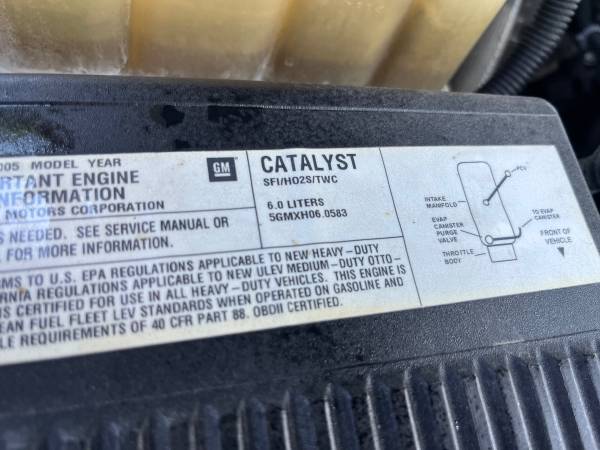 005 MODEL YEAR
RTANT ENGINE
NFORMATION
MOTORS CORPORATION
GM
CATALYST
SFI/HO2S/TWC
6.0 LITERS
5GMXH06.0583
S NEEDED. SEE SERVICE MANUAL OR
FOR MORE INFORMATION.
RMS TO U.S. EPA REGULATIONS APPLICABLE TO NEW HEAVY-DUTY
RNIA REGULATIONS APPLICABLE TO NEW ULEV MEDIUM-DUTY OTTO-
IS CERTIFIED FOR USE IN ALL HEAVY-DUTY VEHICLES. THIS ENGINE IS
EAN FUEL FLEET LEV STANDARDS WHEN OPERATED ON GASOLINE AND
LE REQUIREMENTS OF 40 CFR PART 88. OBDII CERTIFIED.
PCV
INTAKE
MANIFOLD
EVAP
CANISTER
PURGE
VALVE
THROTTLE
BODY
TO EVAP
CANISTER
FRONT OF
VEHICLE